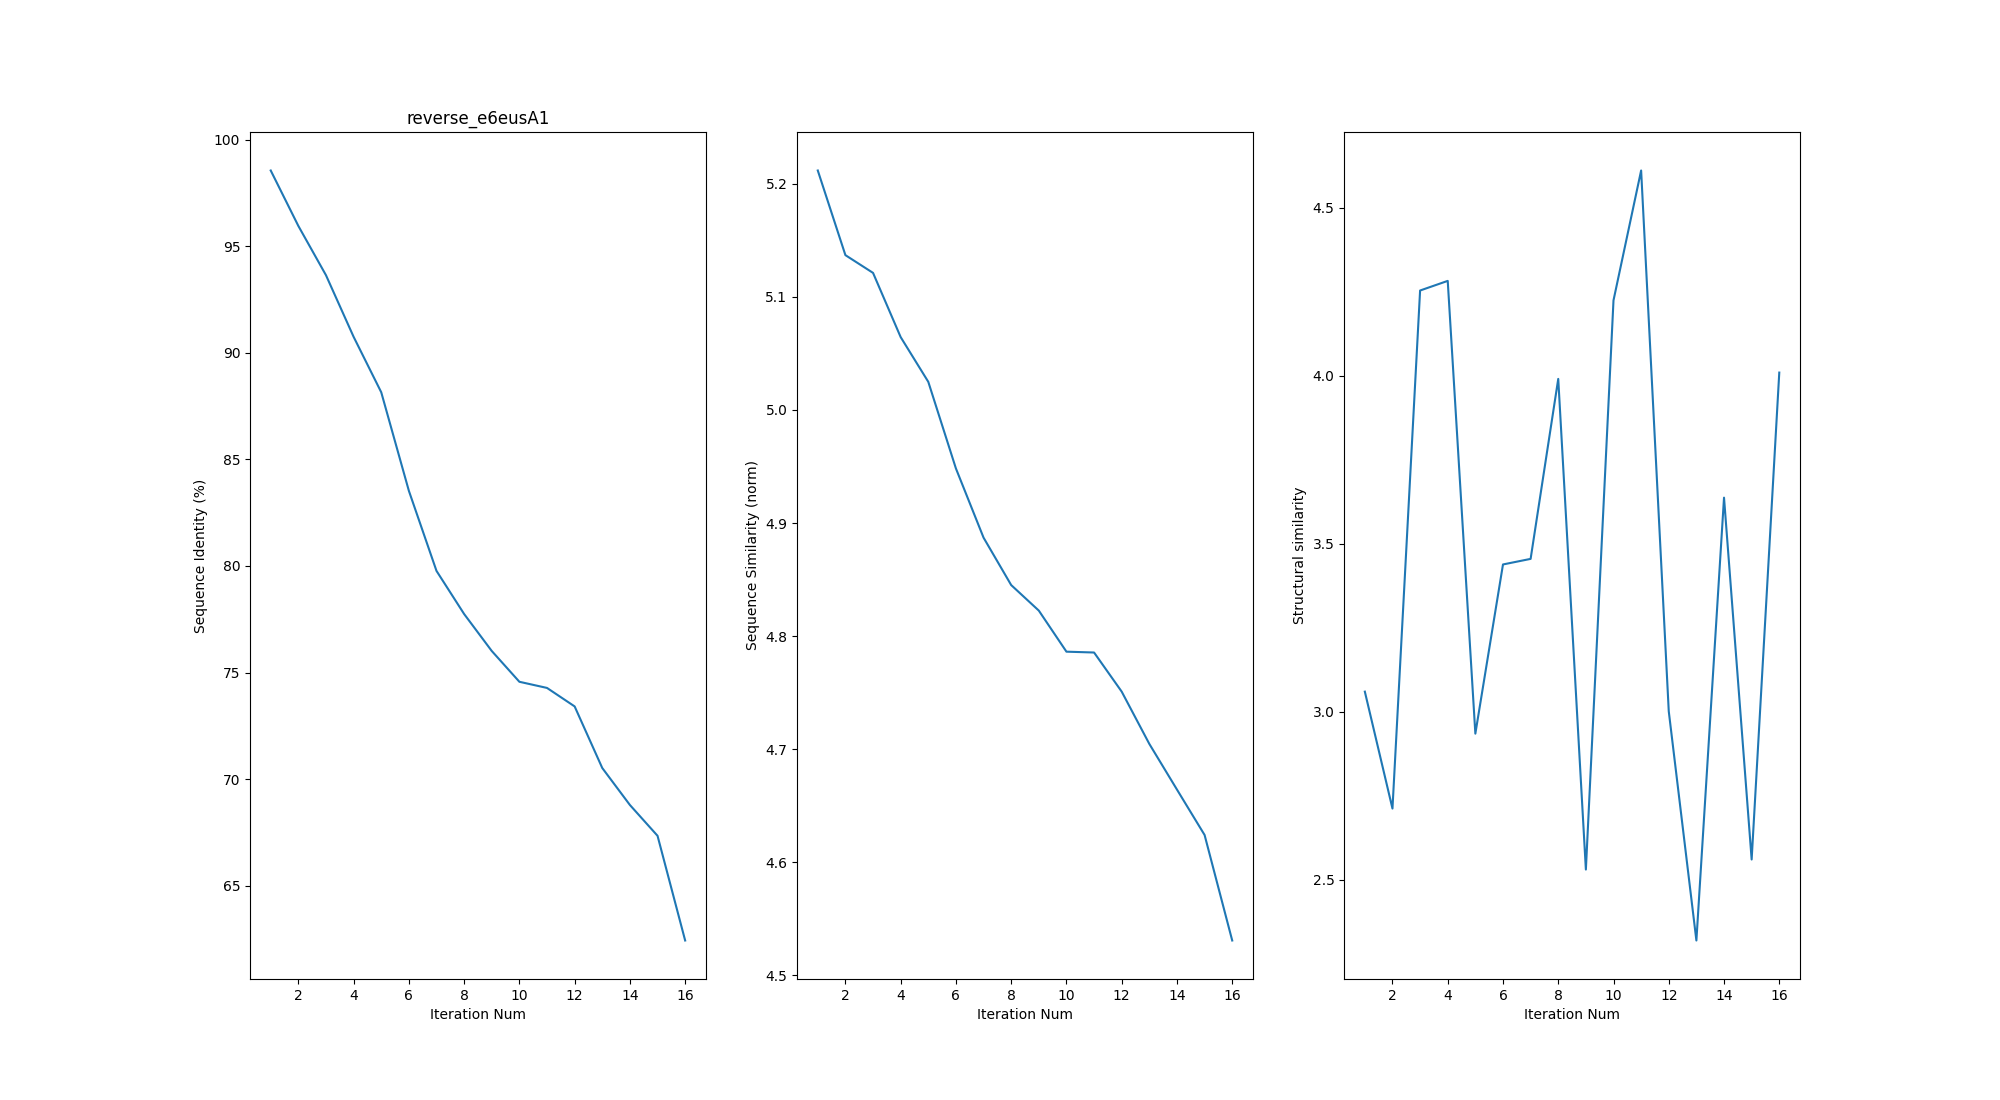 reverse_e6eusA1
100
95
90
85
80
75
70
65
Sequence Identity (%)
2 4 6 8 10 12 14 16
Iteration Num
5.2
5.1
5.0
4.9
4.8
4.7
4.6
4.5
Sequence Similarity (norm)
2 4 6 8 10 12 14 16
Iteration Num
4.5
4.0
3.5
3.0
2.5
Structural similarity
2 4 6 8 10 12 14 16
Iteration Num